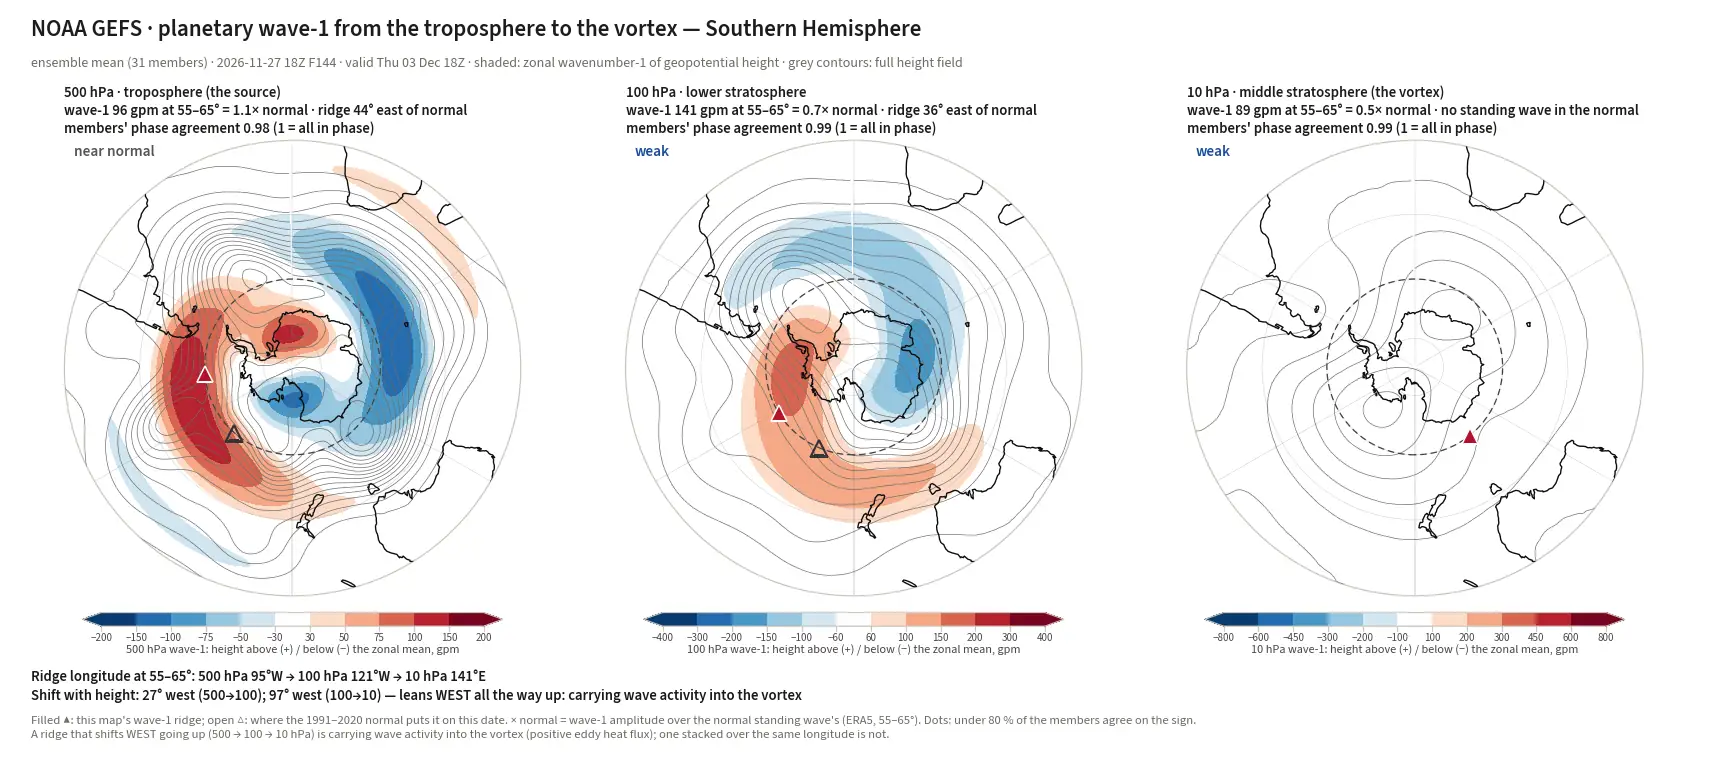 NOAA GEFS · planetary wave-1 from the troposphere to the vortex — Southern Hemisphere
ensemble mean (31 members) · 2026-11-27 18Z F144 · valid Thu 03 Dec 18Z · shaded: zonal wavenumber-1 of geopotential height · grey contours: full height field
500 hPa · troposphere (the source)
wave-1 96 gpm at 55–65° = 1.1× normal · ridge 44° east of normal
members' phase agreement 0.98 (1 = all in phase)
near normal
100 hPa · lower stratosphere
wave-1 141 gpm at 55–65° = 0.7× normal · ridge 36° east of normal
members' phase agreement 0.99 (1 = all in phase)
weak
10 hPa · middle stratosphere (the vortex)
wave-1 89 gpm at 55–65° = 0.5× normal · no standing wave in the normal
members' phase agreement 0.99 (1 = all in phase)
weak
−200 −150 −100 −75 −50 −30 30 50 75 100 150 200
500 hPa wave-1: height above (+) / below (−) the zonal mean, gpm
−400 −300 −200 −150 −100 −60 60 100 150 200 300 400
100 hPa wave-1: height above (+) / below (−) the zonal mean, gpm
−800 −600 −450 −300 −200 −100 100 200 300 450 600 800
10 hPa wave-1: height above (+) / below (−) the zonal mean, gpm
Ridge longitude at 55–65°: 500 hPa 95°W → 100 hPa 121°W → 10 hPa 141°E
Shift with height: 27° west (500→100); 97° west (100→10) — leans WEST all the way up: carrying wave activity into the vortex
Filled ▲: this map's wave-1 ridge; open △: where the 1991–2020 normal puts it on this date. × normal = wave-1 amplitude over the normal standing wave's (ERA5, 55–65°). Dots: under 80 % of the members agree on the sign.
A ridge that shifts WEST going up (500 → 100 → 10 hPa) is carrying wave activity into the vortex (positive eddy heat flux); one stacked over the same longitude is not.